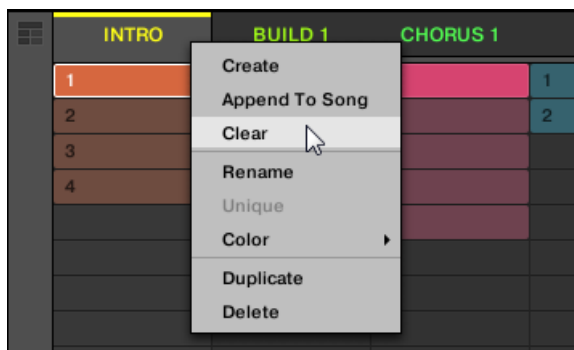 INTRO BUILD 1 CHORUS 1
1 1
2 2
3
4
Create
Append To Song
Clear
Rename
Unique
Color
Duplicate
Delete